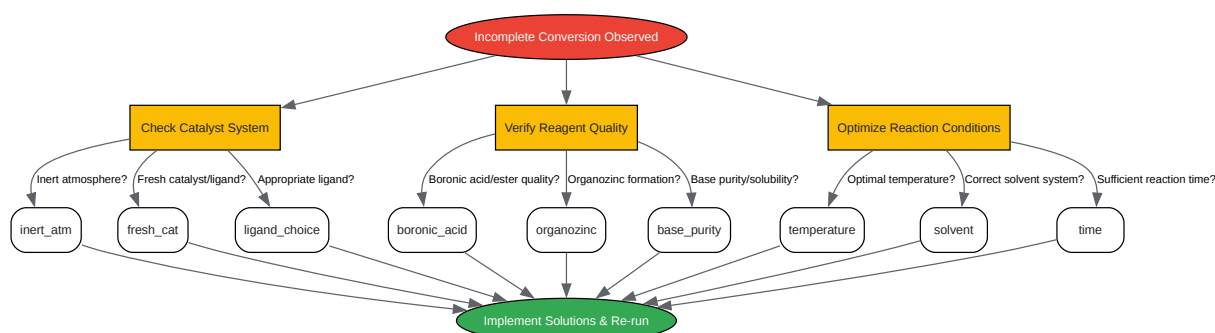 Incomplete Conversion Observed
Check Catalyst System
Verify Reagent Quality
Optimize Reaction Conditions
Inert atmosphere?
Fresh catalyst/ligand?
Appropriate ligand?
Boronic acid/ester quality?
Organozinc formation?
Base purity/solubility?
Optimal temperature?
Correct solvent system?
Sufficient reaction time?
inert_atm
fresh_cat
ligand_choice
boronic_acid
organozinc
base_purity
temperature
solvent
time
Implement Solutions & Re-run